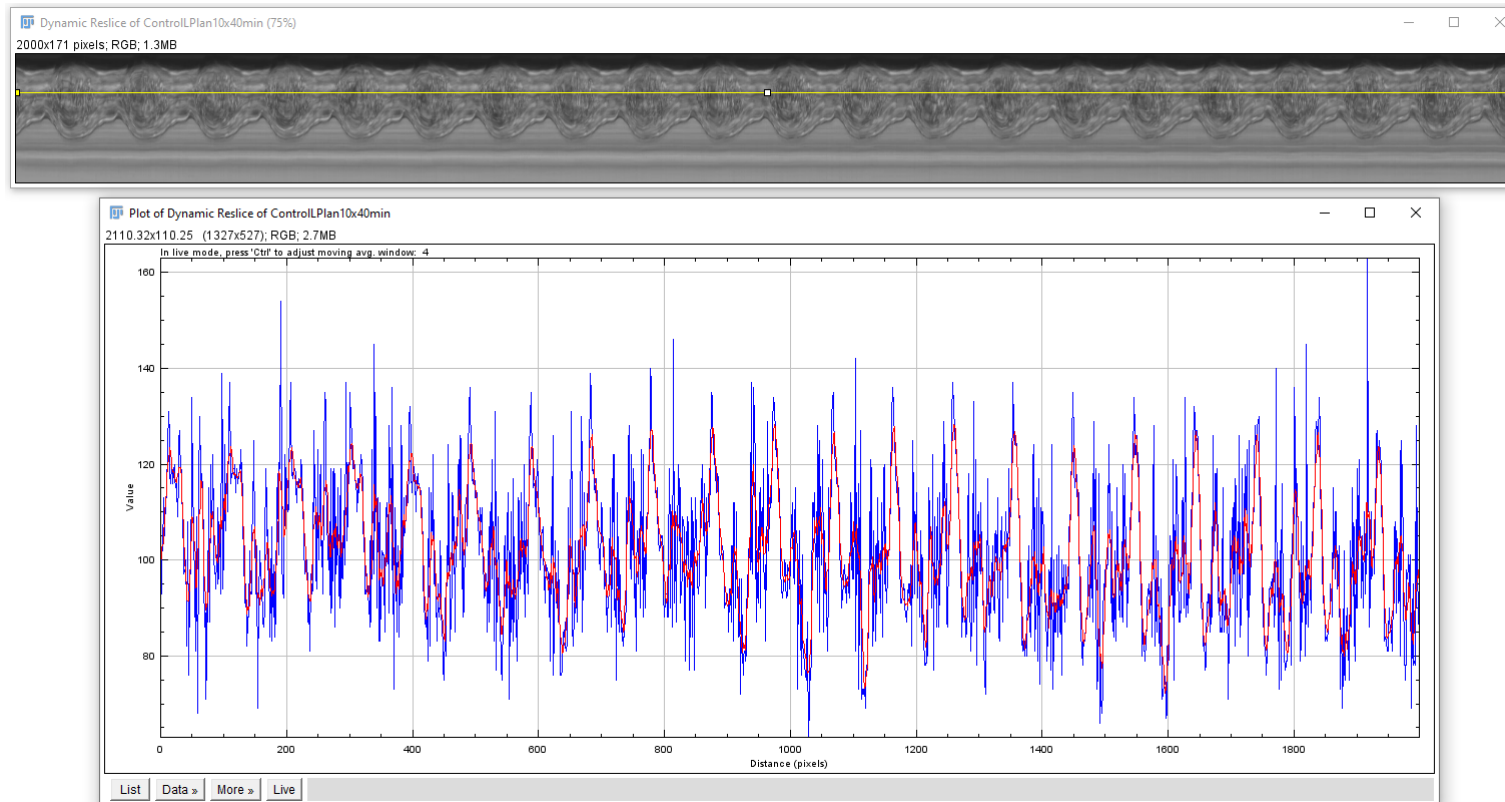 Dynamic Reslice of ControlLPlan10x40min (75%)
2000x171 pixels; RGB; 1.3MB
Plot of Dynamic Reslice of ControlLPlan10x40min
2110.32x110.25 (1327x527); RGB; 2.7MB
In live mode, press 'Ctrl' to adjust moving avg. window: 4
160
140
120
100
80
Value
0 200 400 600 800 1000 1200 1400 1600 1800
Distance (pixels)
List Data » More » Live